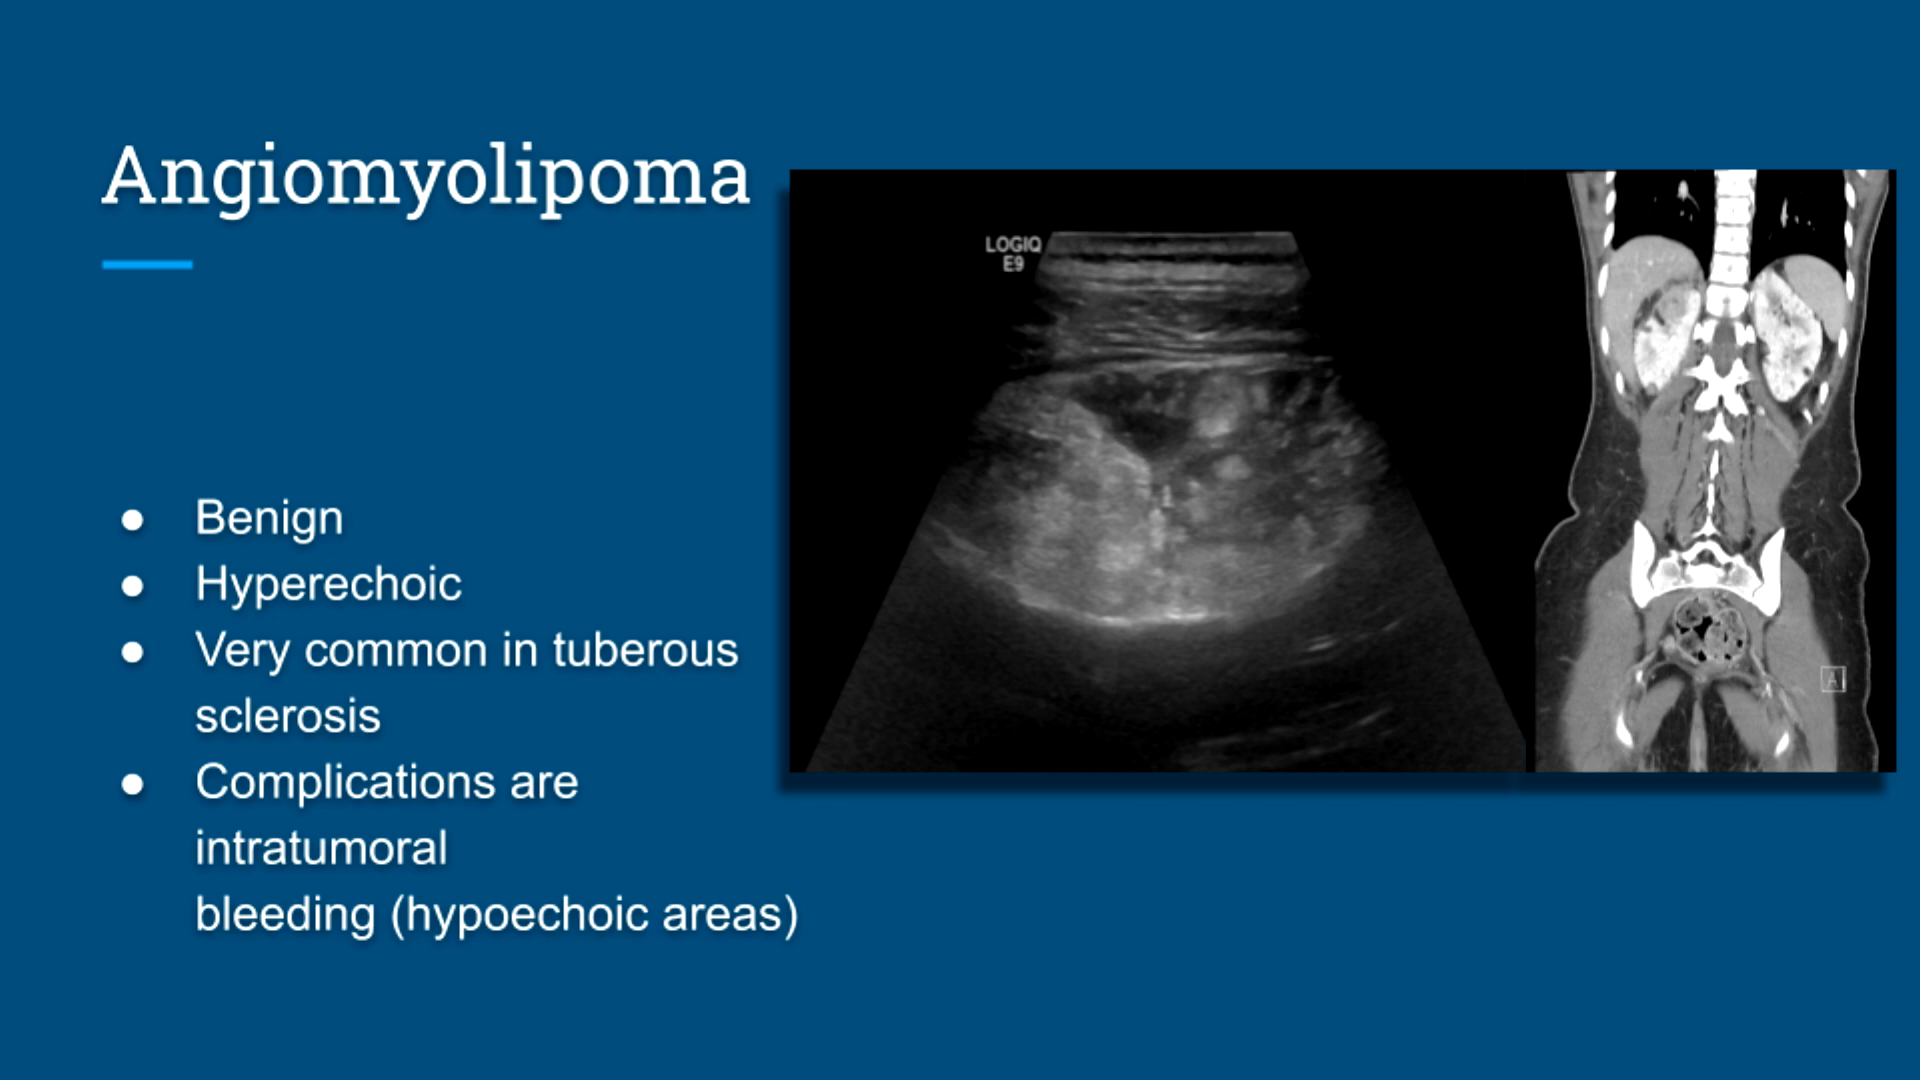 Angiomyolipoma
LOGIQ
E9
● Benign
● Hyperechoic
● Very common in tuberous
sclerosis
● Complications are
intratumoral
bleeding (hypoechoic areas)
A